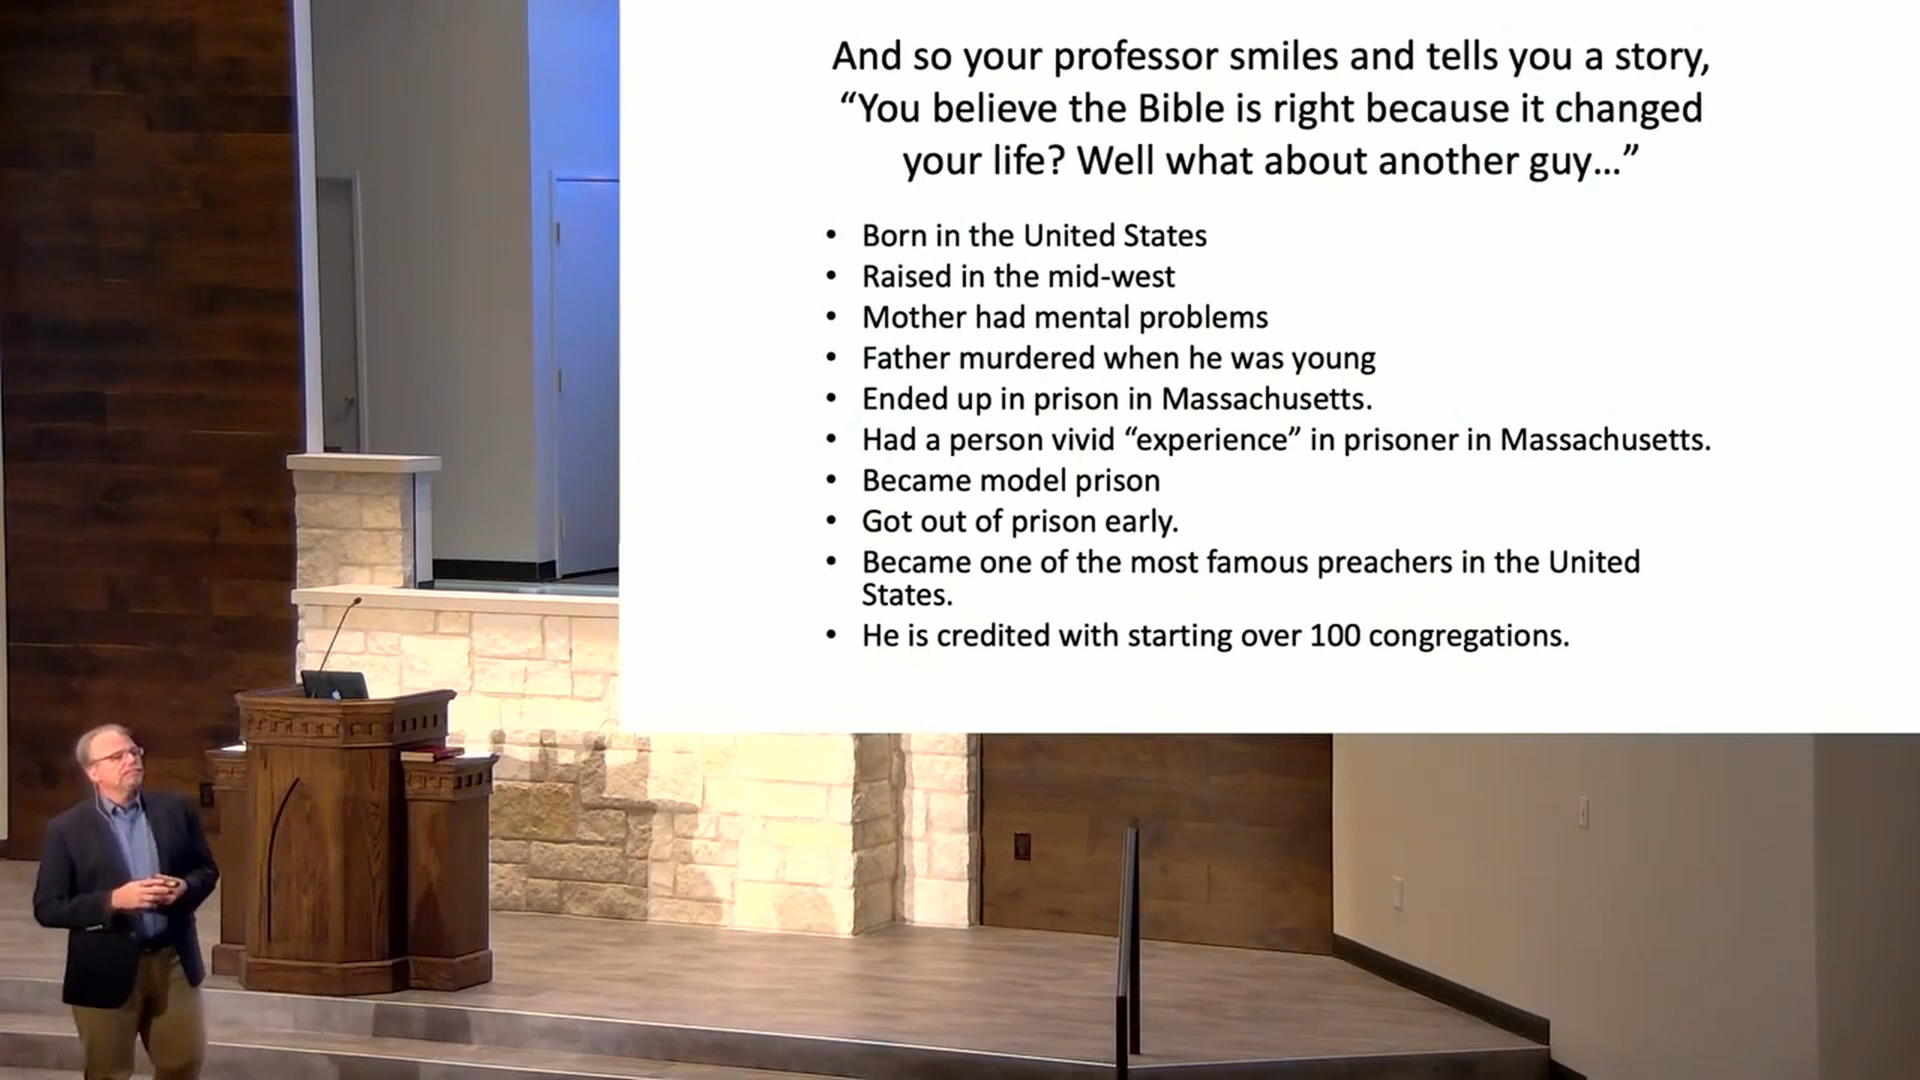 And so your professor smiles and tells you a story,
“You believe the Bible is right because it changed
your life? Well what about another guy…”
• Born in the United States
• Raised in the mid-west
• Mother had mental problems
• Father murdered when he was young
• Ended up in prison in Massachusetts.
• Had a person vivid “experience” in prisoner in Massachusetts.
• Became model prison
• Got out of prison early.
• Became one of the most famous preachers in the United
States.
• He is credited with starting over 100 congregations.